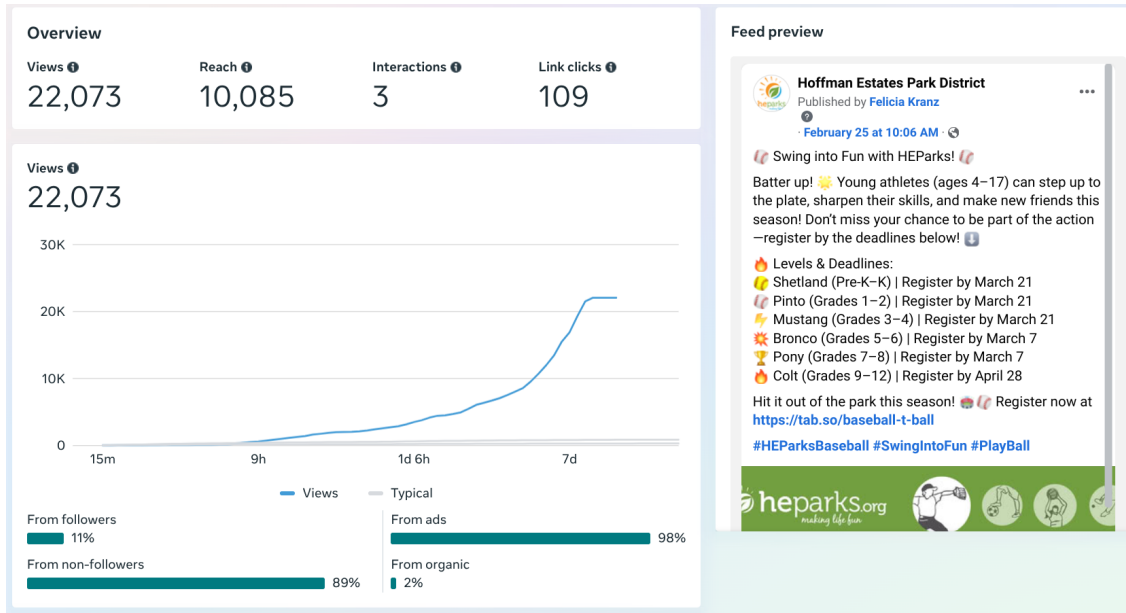 Overview
Views
22,073
Reach
10,085
Interactions
3
Link clicks
109
Views
22,073
30K
20K
10K
0
15m
9h
1d 6h
7d
Views
Typical
From followers
11%
From non-followers
89%
From ads
98%
From organic
2%
Feed preview
heparks
Hoffman Estates Park District
Published by Felicia Kranz
· February 25 at 10:06 AM ·
⚾ Swing into Fun with HEParks! ⚾
Batter up! 🌟 Young athletes (ages 4–17) can step up to
the plate, sharpen their skills, and make new friends this
season! Don't miss your chance to be part of the action
—register by the deadlines below! ⬇️
🔥 Levels & Deadlines:
🥎 Shetland (Pre-K–K) | Register by March 21
⚾ Pinto (Grades 1–2) | Register by March 21
⚡ Mustang (Grades 3–4) | Register by March 21
💥 Bronco (Grades 5–6) | Register by March 7
🏆 Pony (Grades 7–8) | Register by March 7
🔥 Colt (Grades 9–12) | Register by April 28
Hit it out of the park this season! 🏟️⚾ Register now at
https://tab.so/baseball-t-ball
#HEParksBaseball #SwingIntoFun #PlayBall
heparks.org
making life fun